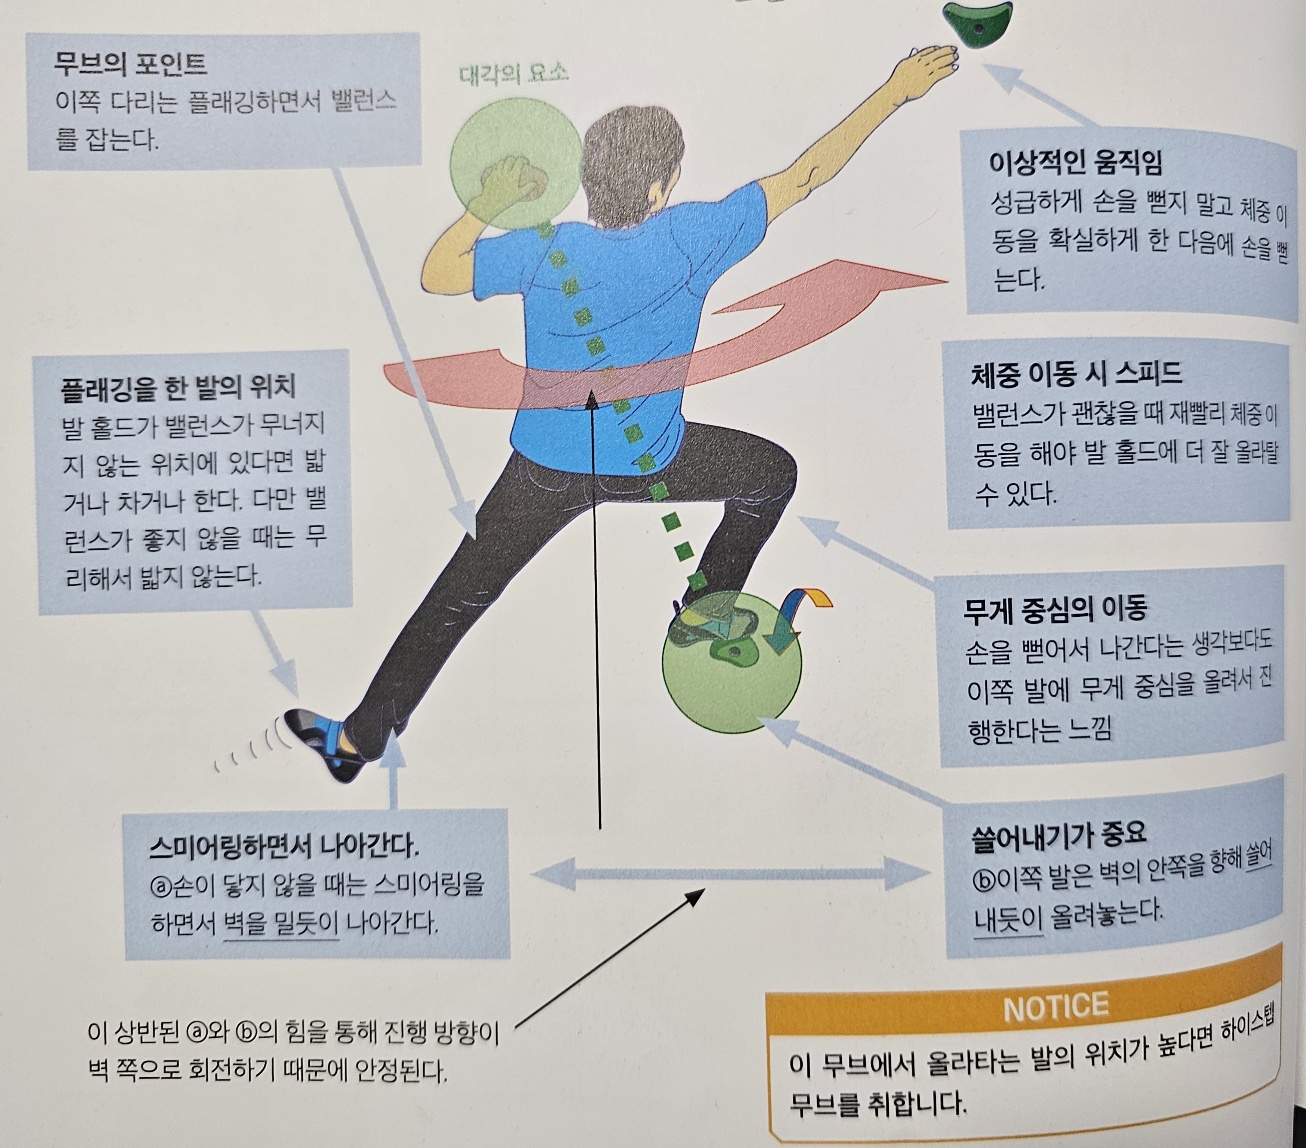 무브의 포인트
이쪽 다리는 플래깅하면서 밸런스
를 잡는다.
대각의 요소
이상적인 움직임
성급하게 손을 뻗지 말고 체중 이
동을 확실하게 한 다음에 손을 뻗
는다.
플래깅을 한 발의 위치
발 홀드가 밸런스가 무너지
지 않는 위치에 있다면 밟
거나 차거나 한다. 다만 밸
런스가 좋지 않을 때는 무
리해서 밟지 않는다.
체중 이동 시 스피드
밸런스가 괜찮을 때 재빨리 체중 이
동을 해야 발 홀드에 더 잘 올라탈
수 있다.
무게 중심의 이동
손을 뻗어서 나간다는 생각보다도
이쪽 발에 무게 중심을 올려서 진
행한다는 느낌
스미어링하면서 나아간다.
ⓐ손이 닿지 않을 때는 스미어링을
하면서 벽을 밀듯이 나아간다.
쓸어내기가 중요
ⓑ이쪽 발은 벽의 안쪽을 향해 쓸어
내듯이 올려놓는다.
이 상반된 ⓐ와 ⓑ의 힘을 통해 진행 방향이
벽 쪽으로 회전하기 때문에 안정된다.
NOTICE
이 무브에서 올라타는 발의 위치가 높다면 하이스텝
무브를 취합니다.